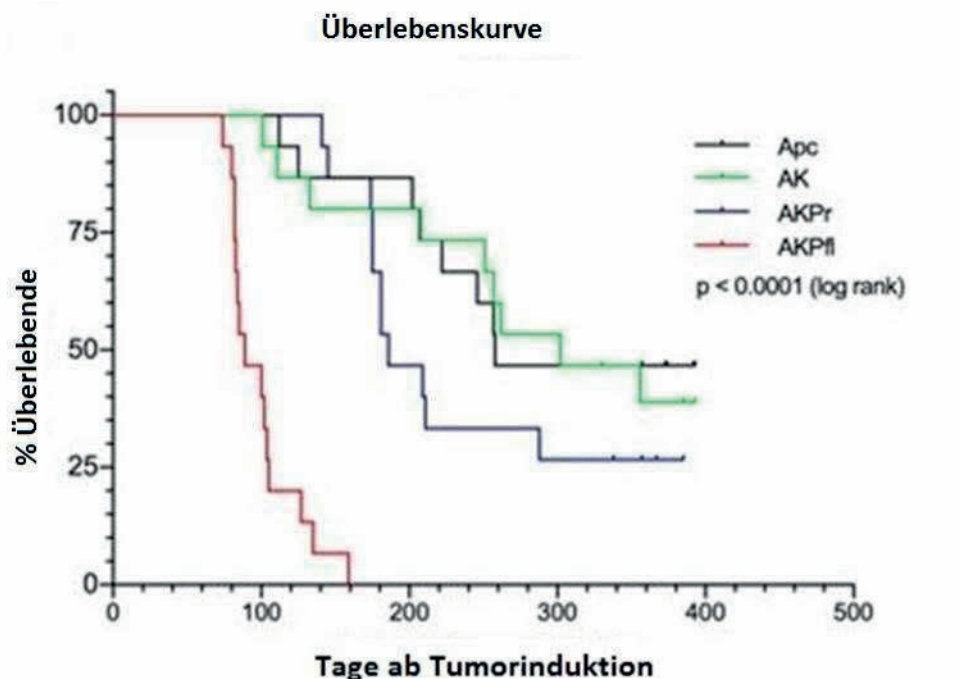 Überlebenskurve
100
75
50
25
0
% Überlebende
0 100 200 300 400 500
Tage ab Tumorinduktion
Apc
AK
AKPr
AKPfl
p < 0.0001 (log rank)